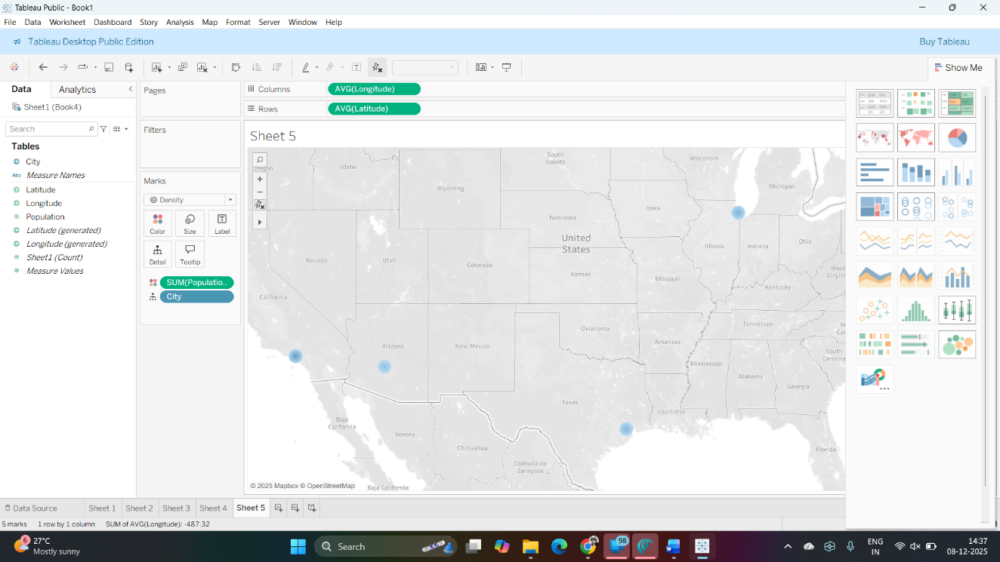 Tableau Public - Book1
File Data Worksheet Dashboard Story Analysis Map Format Server Window Help
Tableau Desktop Public Edition
Buy Tableau
Show Me
Data
Analytics
Sheet1 (Book4)
Search
Tables
City
Abc Measure Names
Latitude
Longitude
Population
Latitude (generated)
Longitude (generated)
Sheet1 (Count)
Measure Values
Pages
Filters
Marks
Density
Color
Size
Label
Detail
Tooltip
SUM(Populatio..
City
Columns
AVG(Longitude)
Rows
AVG(Latitude)
Sheet 5
Oregon
Idaho
South
Dakota
Wisconsin
Wyoming
Michigan
Iowa
Nebraska
United
States
Illinois
Indiana
Ohio
Nevada
Utah
Colorado
Kansas
Missouri
West
Virgini
Kentucky
California
Tennessee
Oklahoma
Arizona
New Mexico
Arkansas
South
Carolina
Mississippi
Alabama
Georgia
Texas
Louisiana
Baja
California
Sonora
Chihuahua
Florida
Coahuila de
Zaragoza
Baja California
© 2025 Mapbox © OpenStreetMap
Data Source
Sheet 1
Sheet 2
Sheet 3
Sheet 4
Sheet 5
5 marks
1 row by 1 column
SUM of AVG(Longitude): -487.32
6
27°C
Mostly sunny
Search
98
ENG
IN
14:37
08-12-2025